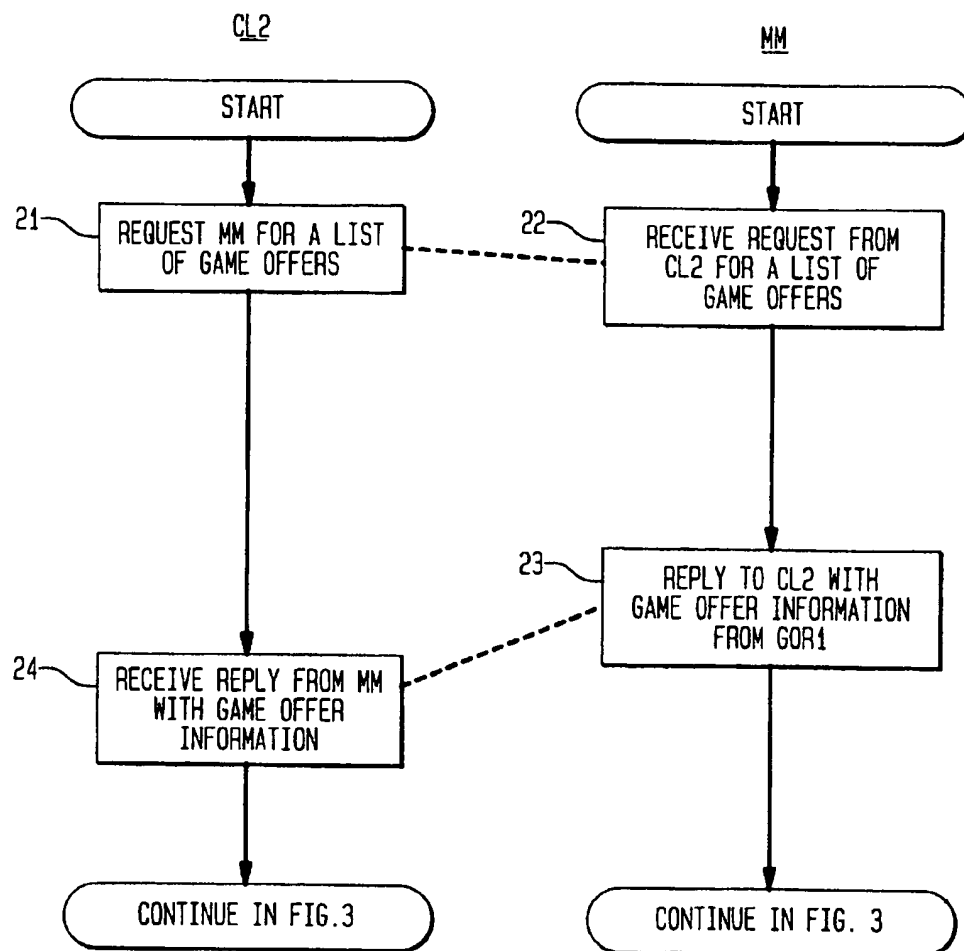 CL2
MM
START
START
21
REQUEST MM FOR A LIST
OF GAME OFFERS
22
RECEIVE REQUEST FROM
CL2 FOR A LIST OF
GAME OFFERS
23
REPLY TO CL2 WITH
GAME OFFER INFORMATION
FROM GOR1
24
RECEIVE REPLY FROM MM
WITH GAME OFFER
INFORMATION
CONTINUE IN FIG.3
CONTINUE IN FIG. 3